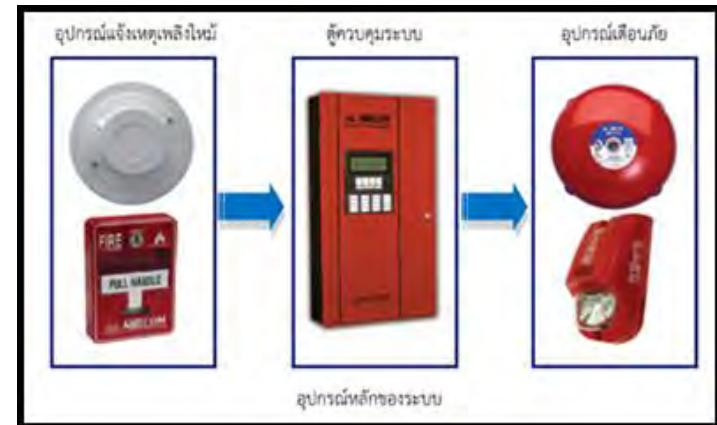 อุปกรณ์แจ้งเหตุเพลิงไหม้
ตู้ควบคุมระบบ
อุปกรณ์เตือนภัย
FIRE
PULL HANDLE
อุปกรณ์หลักของระบบ